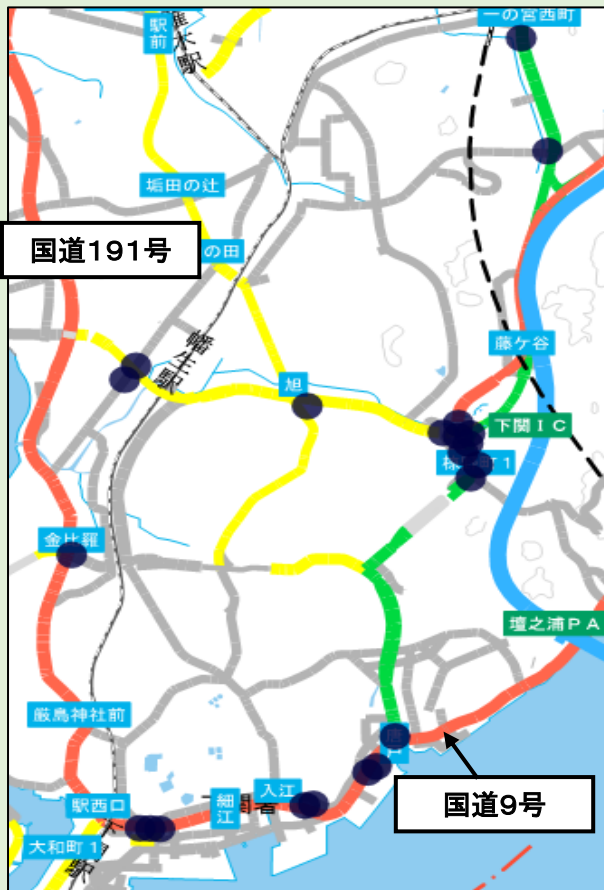 一の宮西町
駅前
垢田の辻
の田
国道191号
幡生駅
藤ケ谷
旭
下関IC
金比羅
壇之浦PA
厳島神社前
国道9号
入江
細江
駅西口
大和町1